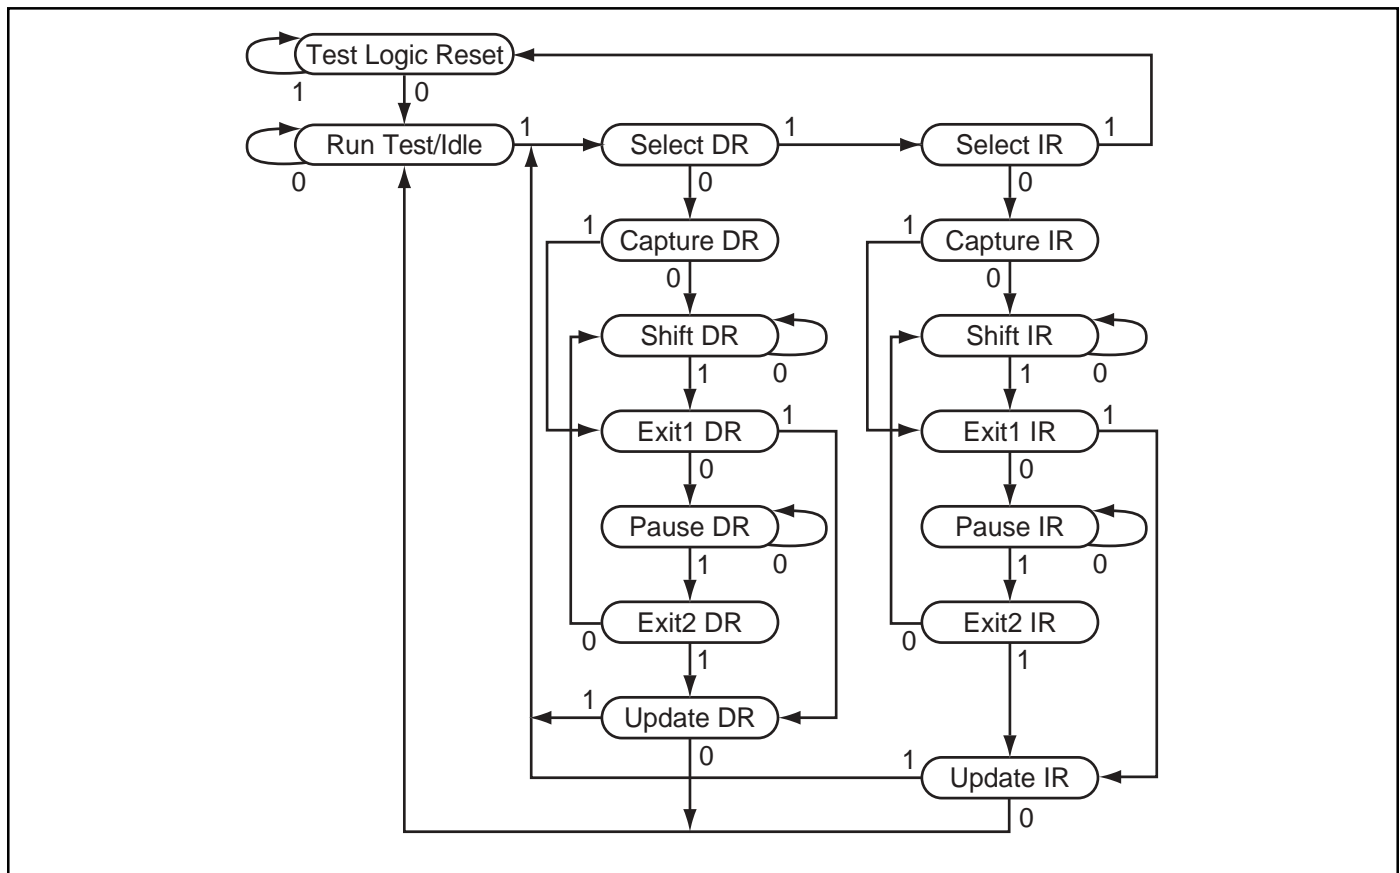 Test Logic Reset
1 0
Run Test/Idle 1 Select DR 1 Select IR 1
0 0 0
1 Capture DR 1 Capture IR
0 0
Shift DR Shift IR
1 0 1 0
Exit1 DR 1 Exit1 IR 1
0 0
Pause DR Pause IR
1 0 1 0
Exit2 DR Exit2 IR
0 1 0 1
1 Update DR
0 1 Update IR
0